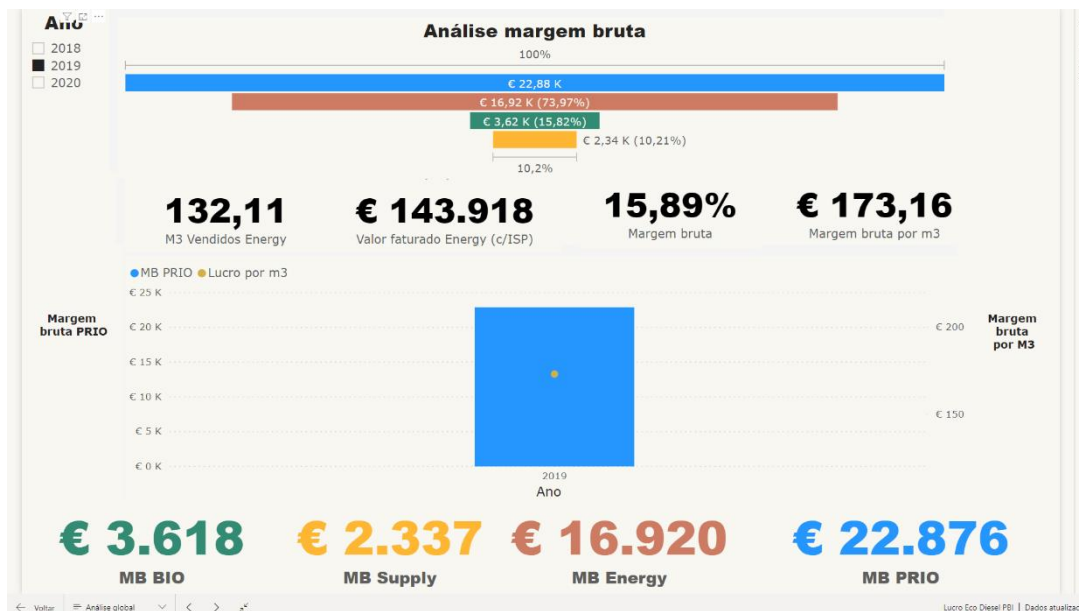 Ano
2018
2019
2020
Análise margem bruta
100%
€ 22,88 K
€ 16,92 K (73,97%)
€ 3,62 K (15,82%)
€ 2,34 K (10,21%)
10,2%
132,11
M3 Vendidos Energy
€ 143.918
Valor faturado Energy (c/ISP)
15,89%
Margem bruta
€ 173,16
Margem bruta por m3
MB PRIO Lucro por m3
Margem
bruta PRIO
€ 25 K
€ 20 K
€ 15 K
€ 10 K
€ 5 K
€ 0 K
€ 200
€ 150
Margem
bruta
por M3
2019
Ano
€ 3.618
MB BIO
€ 2.337
MB Supply
€ 16.920
MB Energy
€ 22.876
MB PRIO
Voltar
Análise global
Lucro Eco Diesel PBI | Dados atualizac